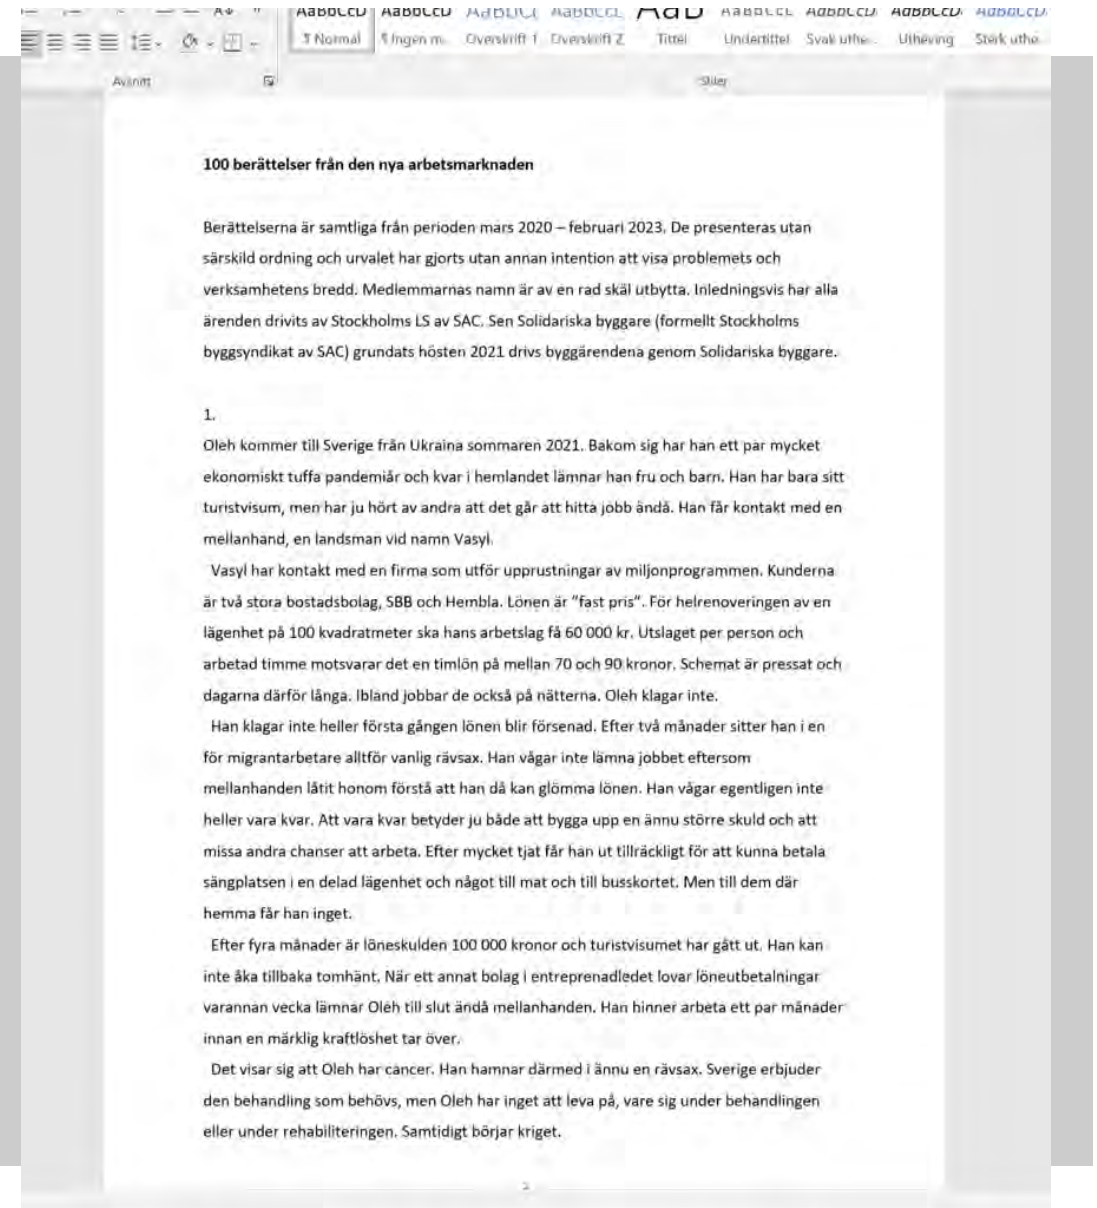 AaBbCcD AaBbCcD AaBbC( AaBbCcL AaB AaBbCcL AaBbCcD AaBbCcD AaBbCcD
¶ Normal ¶ Ingen m... Overskrift 1 Overskrift 2 Tittel Undertittel Svak uthe... Utheving Sterk uthe...
Avsnitt Stiler
100 berättelser från den nya arbetsmarknaden
Berättelserna är samtliga från perioden mars 2020 – februari 2023. De presenteras utan
särskild ordning och urvalet har gjorts utan annan intention att visa problemets och
verksamhetens bredd. Medlemmarnas namn är av en rad skäl utbytta. Inledningsvis har alla
ärenden drivits av Stockholms LS av SAC. Sen Solidariska byggare (formellt Stockholms
byggsyndikat av SAC) grundats hösten 2021 drivs byggärendena genom Solidariska byggare.
1.
Oleh kommer till Sverige från Ukraina sommaren 2021. Bakom sig har han ett par mycket
ekonomiskt tuffa pandemiår och kvar i hemlandet lämnar han fru och barn. Han har bara sitt
turistvisum, men har ju hört av andra att det går att hitta jobb ändå. Han får kontakt med en
mellanhand, en landsman vid namn Vasyl.
Vasyl har kontakt med en firma som utför upprustningar av miljonprogrammen. Kunderna
är två stora bostadsbolag, SBB och Hembla. Lönen är ”fast pris”. För helrenoveringen av en
lägenhet på 100 kvadratmeter ska hans arbetslag få 60 000 kr. Utslaget per person och
arbetad timme motsvarar det en timlön på mellan 70 och 90 kronor. Schemat är pressat och
dagarna därför långa. Ibland jobbar de också på nätterna. Oleh klagar inte.
Han klagar inte heller första gången lönen blir försenad. Efter två månader sitter han i en
för migrantarbetare alltför vanlig rävsax. Han vågar inte lämna jobbet eftersom
mellanhanden låtit honom förstå att han då kan glömma lönen. Han vågar egentligen inte
heller vara kvar. Att vara kvar betyder ju både att bygga upp en ännu större skuld och att
missa andra chanser att arbeta. Efter mycket tjat får han ut tillräckligt för att kunna betala
sängplatsen i en delad lägenhet och något till mat och till busskortet. Men till dem där
hemma får han inget.
Efter fyra månader är löneskulden 100 000 kronor och turistvisumet har gått ut. Han kan
inte åka tillbaka tomhänt. När ett annat bolag i entreprenadledet lovar löneutbetalningar
varannan vecka lämnar Oleh till slut ändå mellanhanden. Han hinner arbeta ett par månader
innan en märklig kraftlöshet tar över.
Det visar sig att Oleh har cancer. Han hamnar därmed i ännu en rävsax. Sverige erbjuder
den behandling som behövs, men Oleh har inget att leva på, vare sig under behandlingen
eller under rehabiliteringen. Samtidigt börjar kriget.